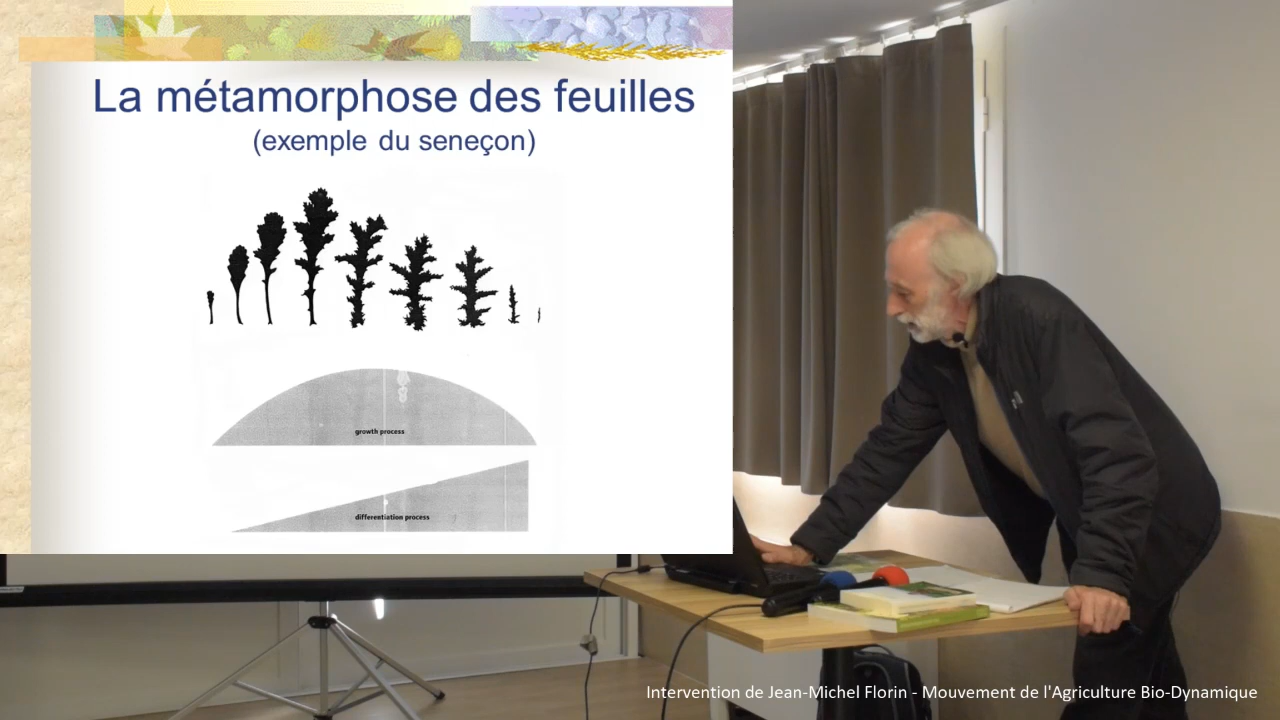 La métamorphose des feuilles
(exemple du seneçon)
growth process
differentiation process
Intervention de Jean-Michel Florin - Mouvement de l'Agriculture Bio-Dynamique